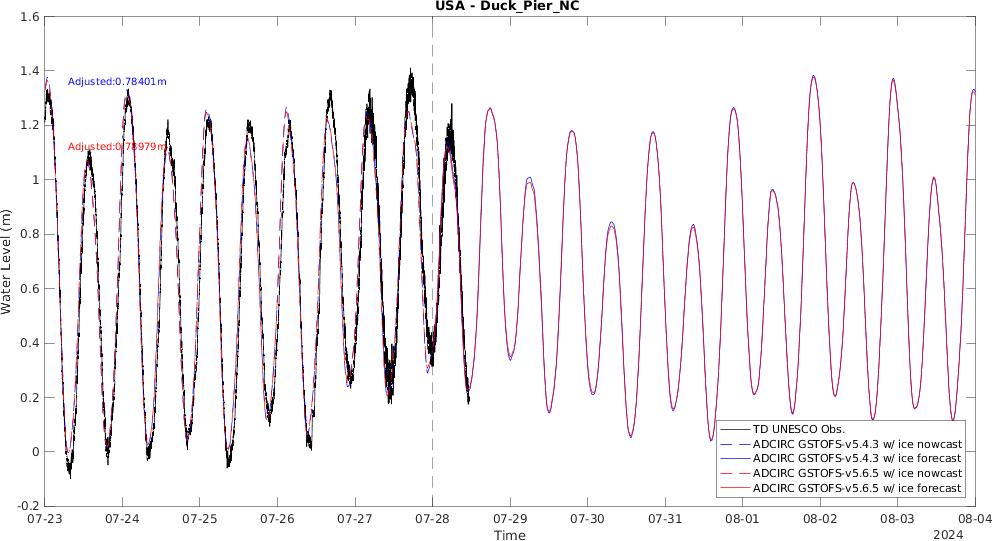 USA - Duck_Pier_NC
Water Level (m)
1.6
1.4
1.2
1
0.8
0.6
0.4
0.2
0
-0.2
Adjusted:0.78401m
Adjusted:0.78979m
TD UNESCO Obs.
ADCIRC GSTOFS-v5.4.3 w/ ice nowcast
ADCIRC GSTOFS-v5.4.3 w/ ice forecast
ADCIRC GSTOFS-v5.6.5 w/ ice nowcast
ADCIRC GSTOFS-v5.6.5 w/ ice forecast
07-23 07-24 07-25 07-26 07-27 07-28 07-29 07-30 07-31 08-01 08-02 08-03 08-04
Time
2024